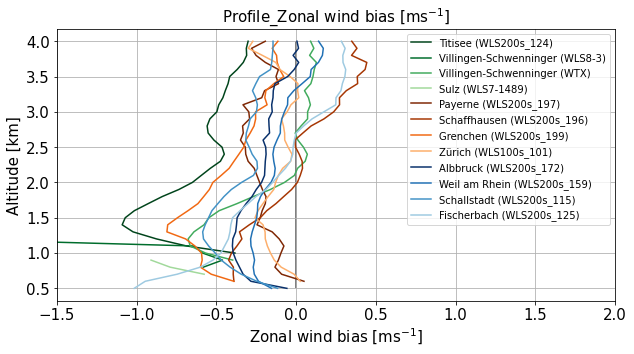 Profile_Zonal wind bias [ms⁻¹]
Altitude [km]
4.0
3.5
3.0
2.5
2.0
1.5
1.0
0.5
Titisee (WLS200s_124)
Villingen-Schwenninger (WLS8-3)
Villingen-Schwenninger (WTX)
Sulz (WLS7-1489)
Payerne (WLS200s_197)
Schaffhausen (WLS200s_196)
Grenchen (WLS200s_199)
Zürich (WLS100s_101)
Albbruck (WLS200s_172)
Weil am Rhein (WLS200s_159)
Schallstadt (WLS200s_115)
Fischerbach (WLS200s_125)
−1.5 −1.0 −0.5 0.0 0.5 1.0 1.5 2.0
Zonal wind bias [ms⁻¹]